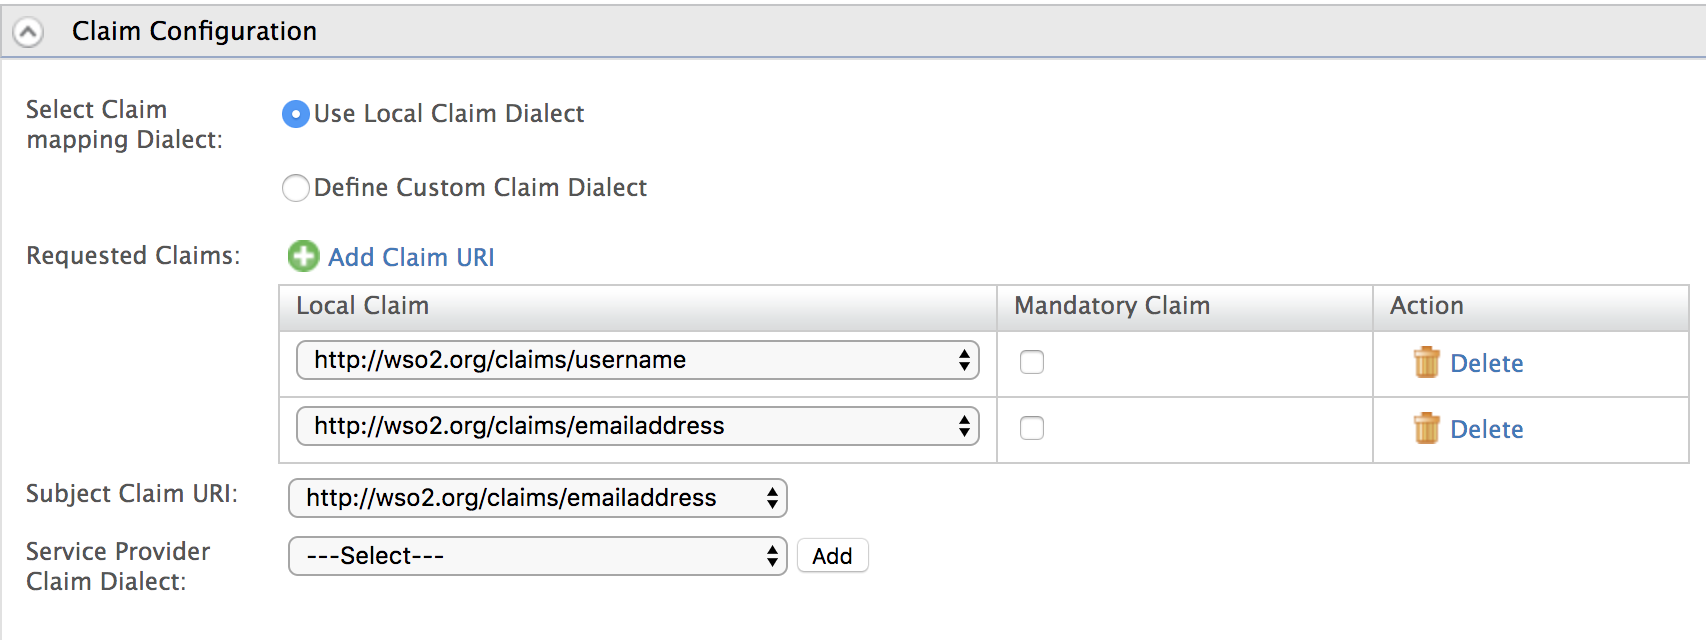 Claim Configuration
Select Claim
mapping Dialect:
Use Local Claim Dialect
Define Custom Claim Dialect
Requested Claims:
Add Claim URI
Local Claim Mandatory Claim Action
http://wso2.org/claims/username Delete
http://wso2.org/claims/emailaddress Delete
Subject Claim URI: http://wso2.org/claims/emailaddress
Service Provider
Claim Dialect:
---Select--- Add